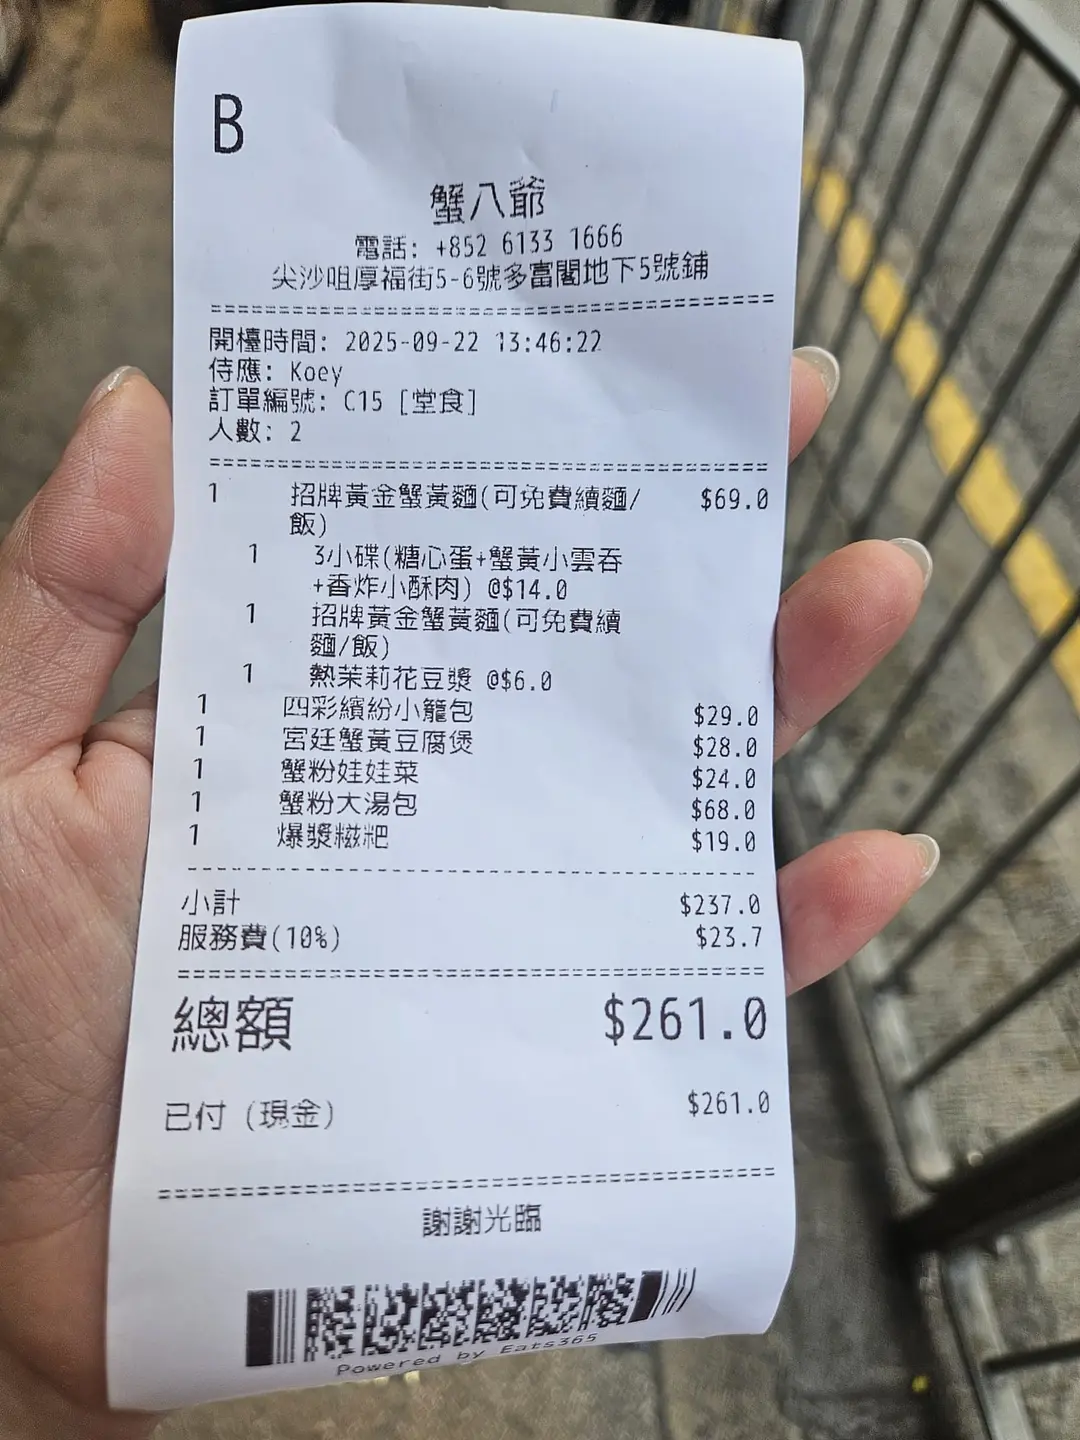 B
蟹八爺
電話: +852 6133 1666
尖沙咀厚福街5-6號多富閣地下5號鋪
開檯時間: 2025-09-22 13:46:22
侍應: Koey
訂單編號: C15 [堂食]
人數: 2
1 招牌黃金蟹黃麵(可免費續麵/ $69.0
飯)
1 3小碟(糖心蛋+蟹黃小雲吞
+香炸小酥肉) @$14.0
1 招牌黃金蟹黃麵(可免費續
麵/飯)
1 熱茉莉花豆漿 @$6.0
1 四彩繽紛小籠包 $29.0
1 宮廷蟹黃豆腐煲 $28.0
1 蟹粉娃娃菜 $24.0
1 蟹粉大湯包 $68.0
1 爆漿糍粑 $19.0
小計 $237.0
服務費(10%) $23.7
總額 $261.0
已付 (現金) $261.0
謝謝光臨
Powered by Eats365